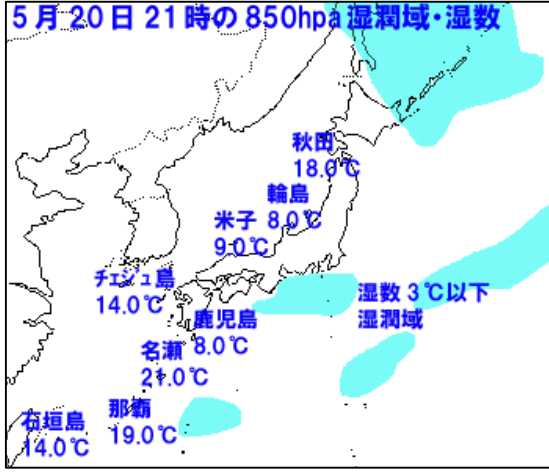 5月20日21時の850hpa湿潤域・湿数
秋田
18.0℃
輪島
8.0℃
米子
9.0℃
チェジュ島
14.0℃
湿数3℃以下
湿潤域
鹿児島
8.0℃
名瀬
21.0℃
那覇
19.0℃
石垣島
14.0℃